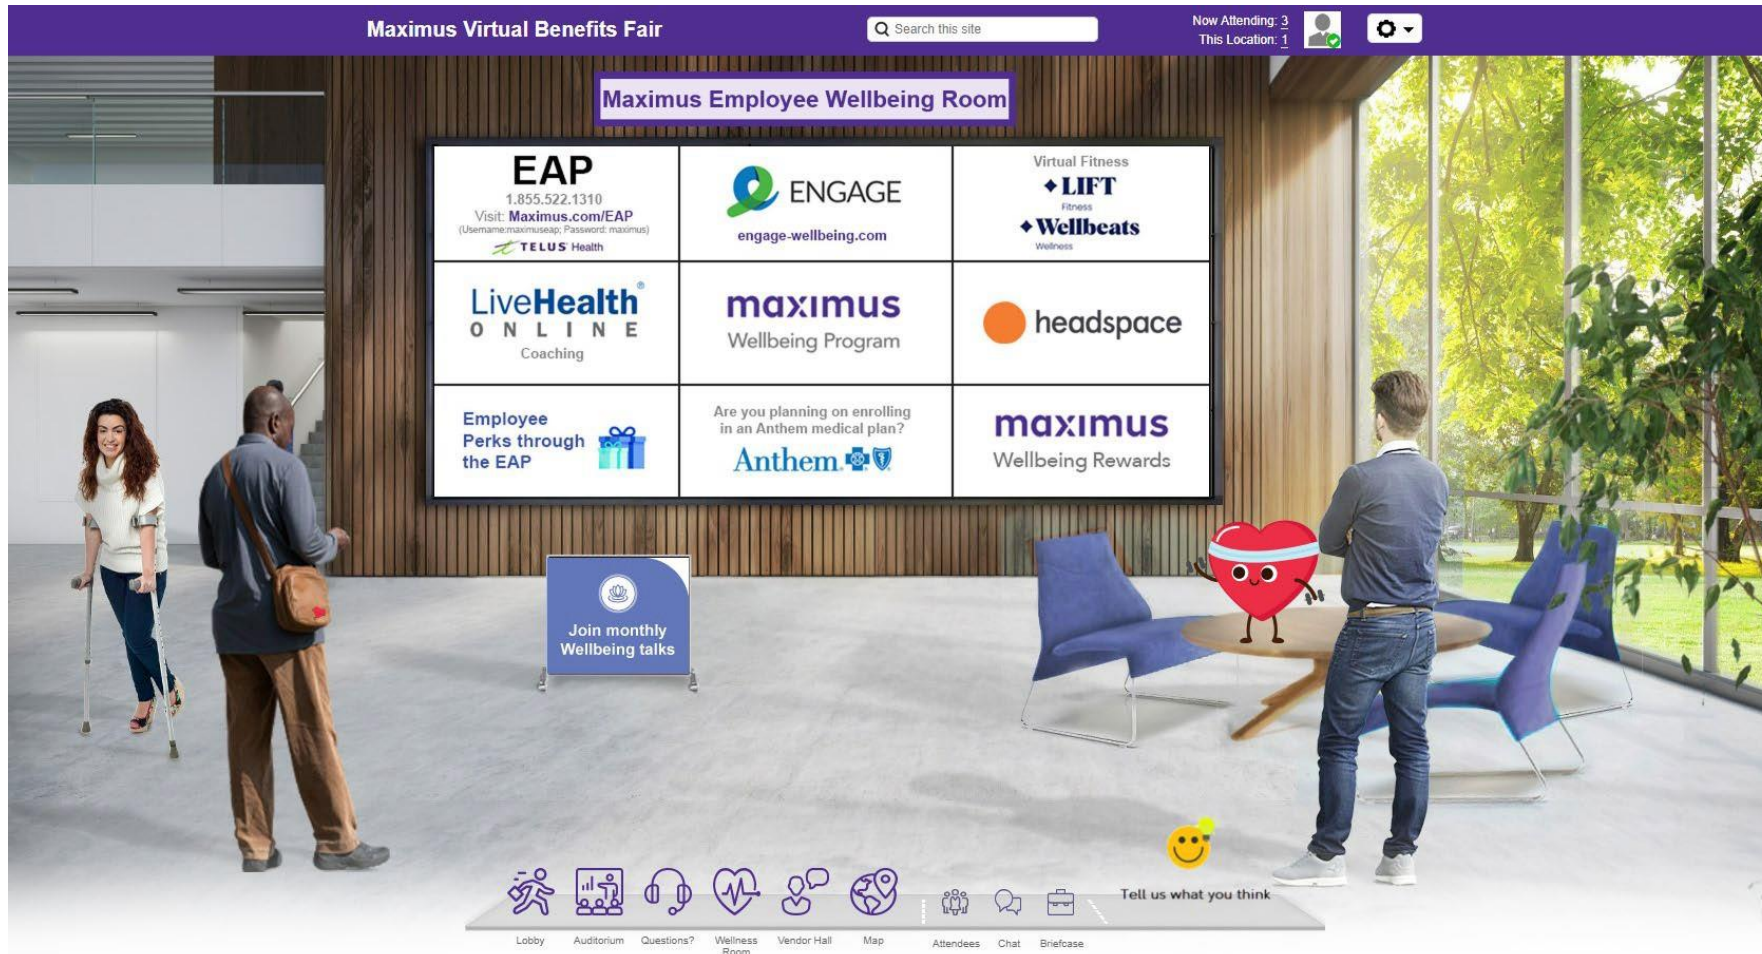 Maximus Virtual Benefits Fair
Search this site
Now Attending: 3
This Location: 1
Maximus Employee Wellbeing Room
EAP
1.855.522.1310
Visit: Maximus.com/EAP
(Username:maximuseap; Password: maximus)
TELUS Health
ENGAGE
engage-wellbeing.com
Virtual Fitness
LIFT
Fitness
Wellbeats
Wellness
LiveHealth®
ONLINE
Coaching
maximus
Wellbeing Program
headspace
Employee
Perks through
the EAP
Are you planning on enrolling
in an Anthem medical plan?
Anthem
maximus
Wellbeing Rewards
Join monthly
Wellbeing talks
Tell us what you think
Lobby
Auditorium
Questions?
Wellness
Room
Vendor Hall
Map
Attendees
Chat
Briefcase